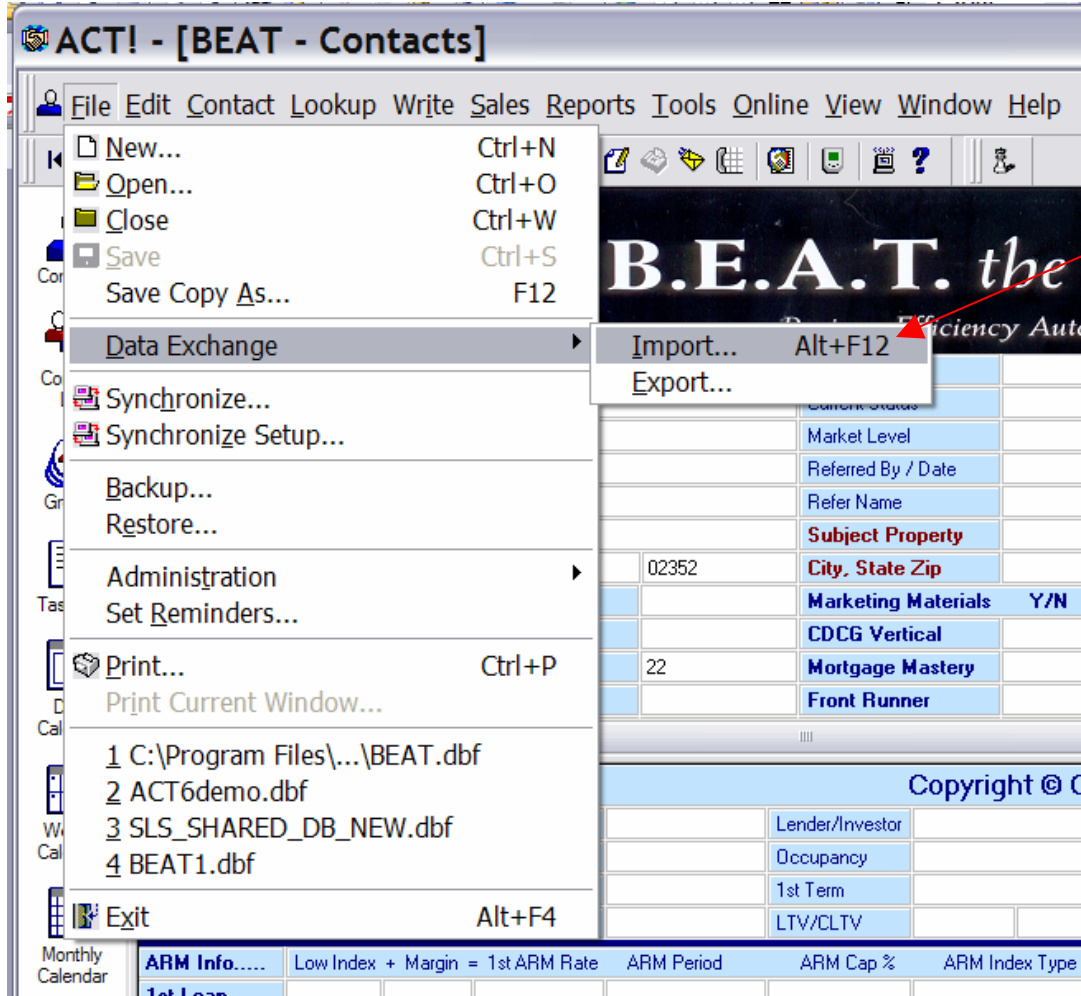 ACT! - [BEAT - Contacts]
File Edit Contact Lookup Write Sales Reports Tools Online View Window Help
New... Ctrl+N
Open... Ctrl+O
Close Ctrl+W
Save Ctrl+S
Save Copy As... F12
Data Exchange
Import... Alt+F12
Export...
Synchronize...
Synchronize Setup...
Backup...
Restore...
Administration
Set Reminders...
Print... Ctrl+P
Print Current Window...
1 C:\Program Files\...\BEAT.dbf
2 ACT6demo.dbf
3 SLS_SHARED_DB_NEW.dbf
4 BEAT1.dbf
Exit Alt+F4
B.E.A.T. the
Current Status
Market Level
Referred By / Date
Refer Name
Subject Property
02352 City, State Zip
Marketing Materials Y/N
CDCG Vertical
22 Mortgage Mastery
Front Runner
Copyright ©
Lender/Investor
Occupancy
1st Term
LTV/CLTV
Monthly
Calendar
ARM Info..... Low Index + Margin = 1st ARM Rate ARM Period ARM Cap % ARM Index Type
1st Loan